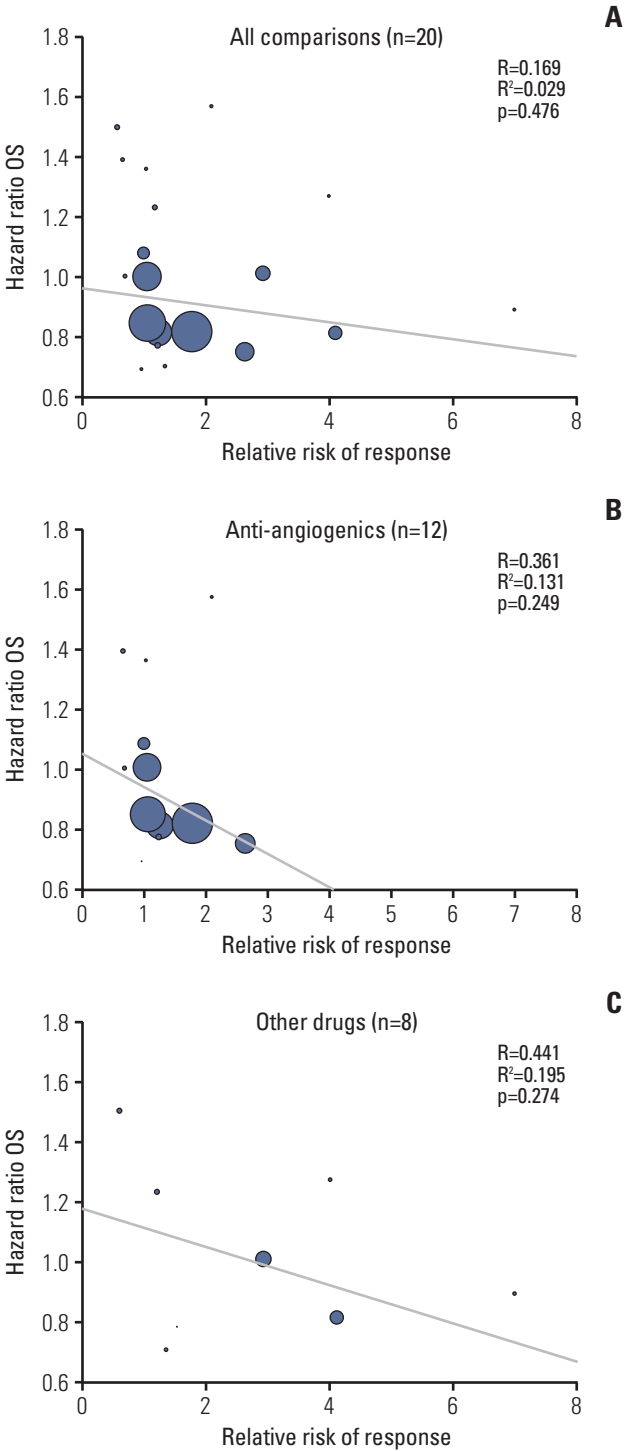 A
All comparisons (n=20)
R=0.169
R²=0.029
p=0.476
Hazard ratio OS
1.8
1.6
1.4
1.2
1.0
0.8
0.6
0 2 4 6 8
Relative risk of response
B
Anti-angiogenics (n=12)
R=0.361
R²=0.131
p=0.249
Hazard ratio OS
1.8
1.6
1.4
1.2
1.0
0.8
0.6
0 1 2 3 4 5 6 7 8
Relative risk of response
C
Other drugs (n=8)
R=0.441
R²=0.195
p=0.274
Hazard ratio OS
1.8
1.6
1.4
1.2
1.0
0.8
0.6
0 2 4 6 8
Relative risk of response